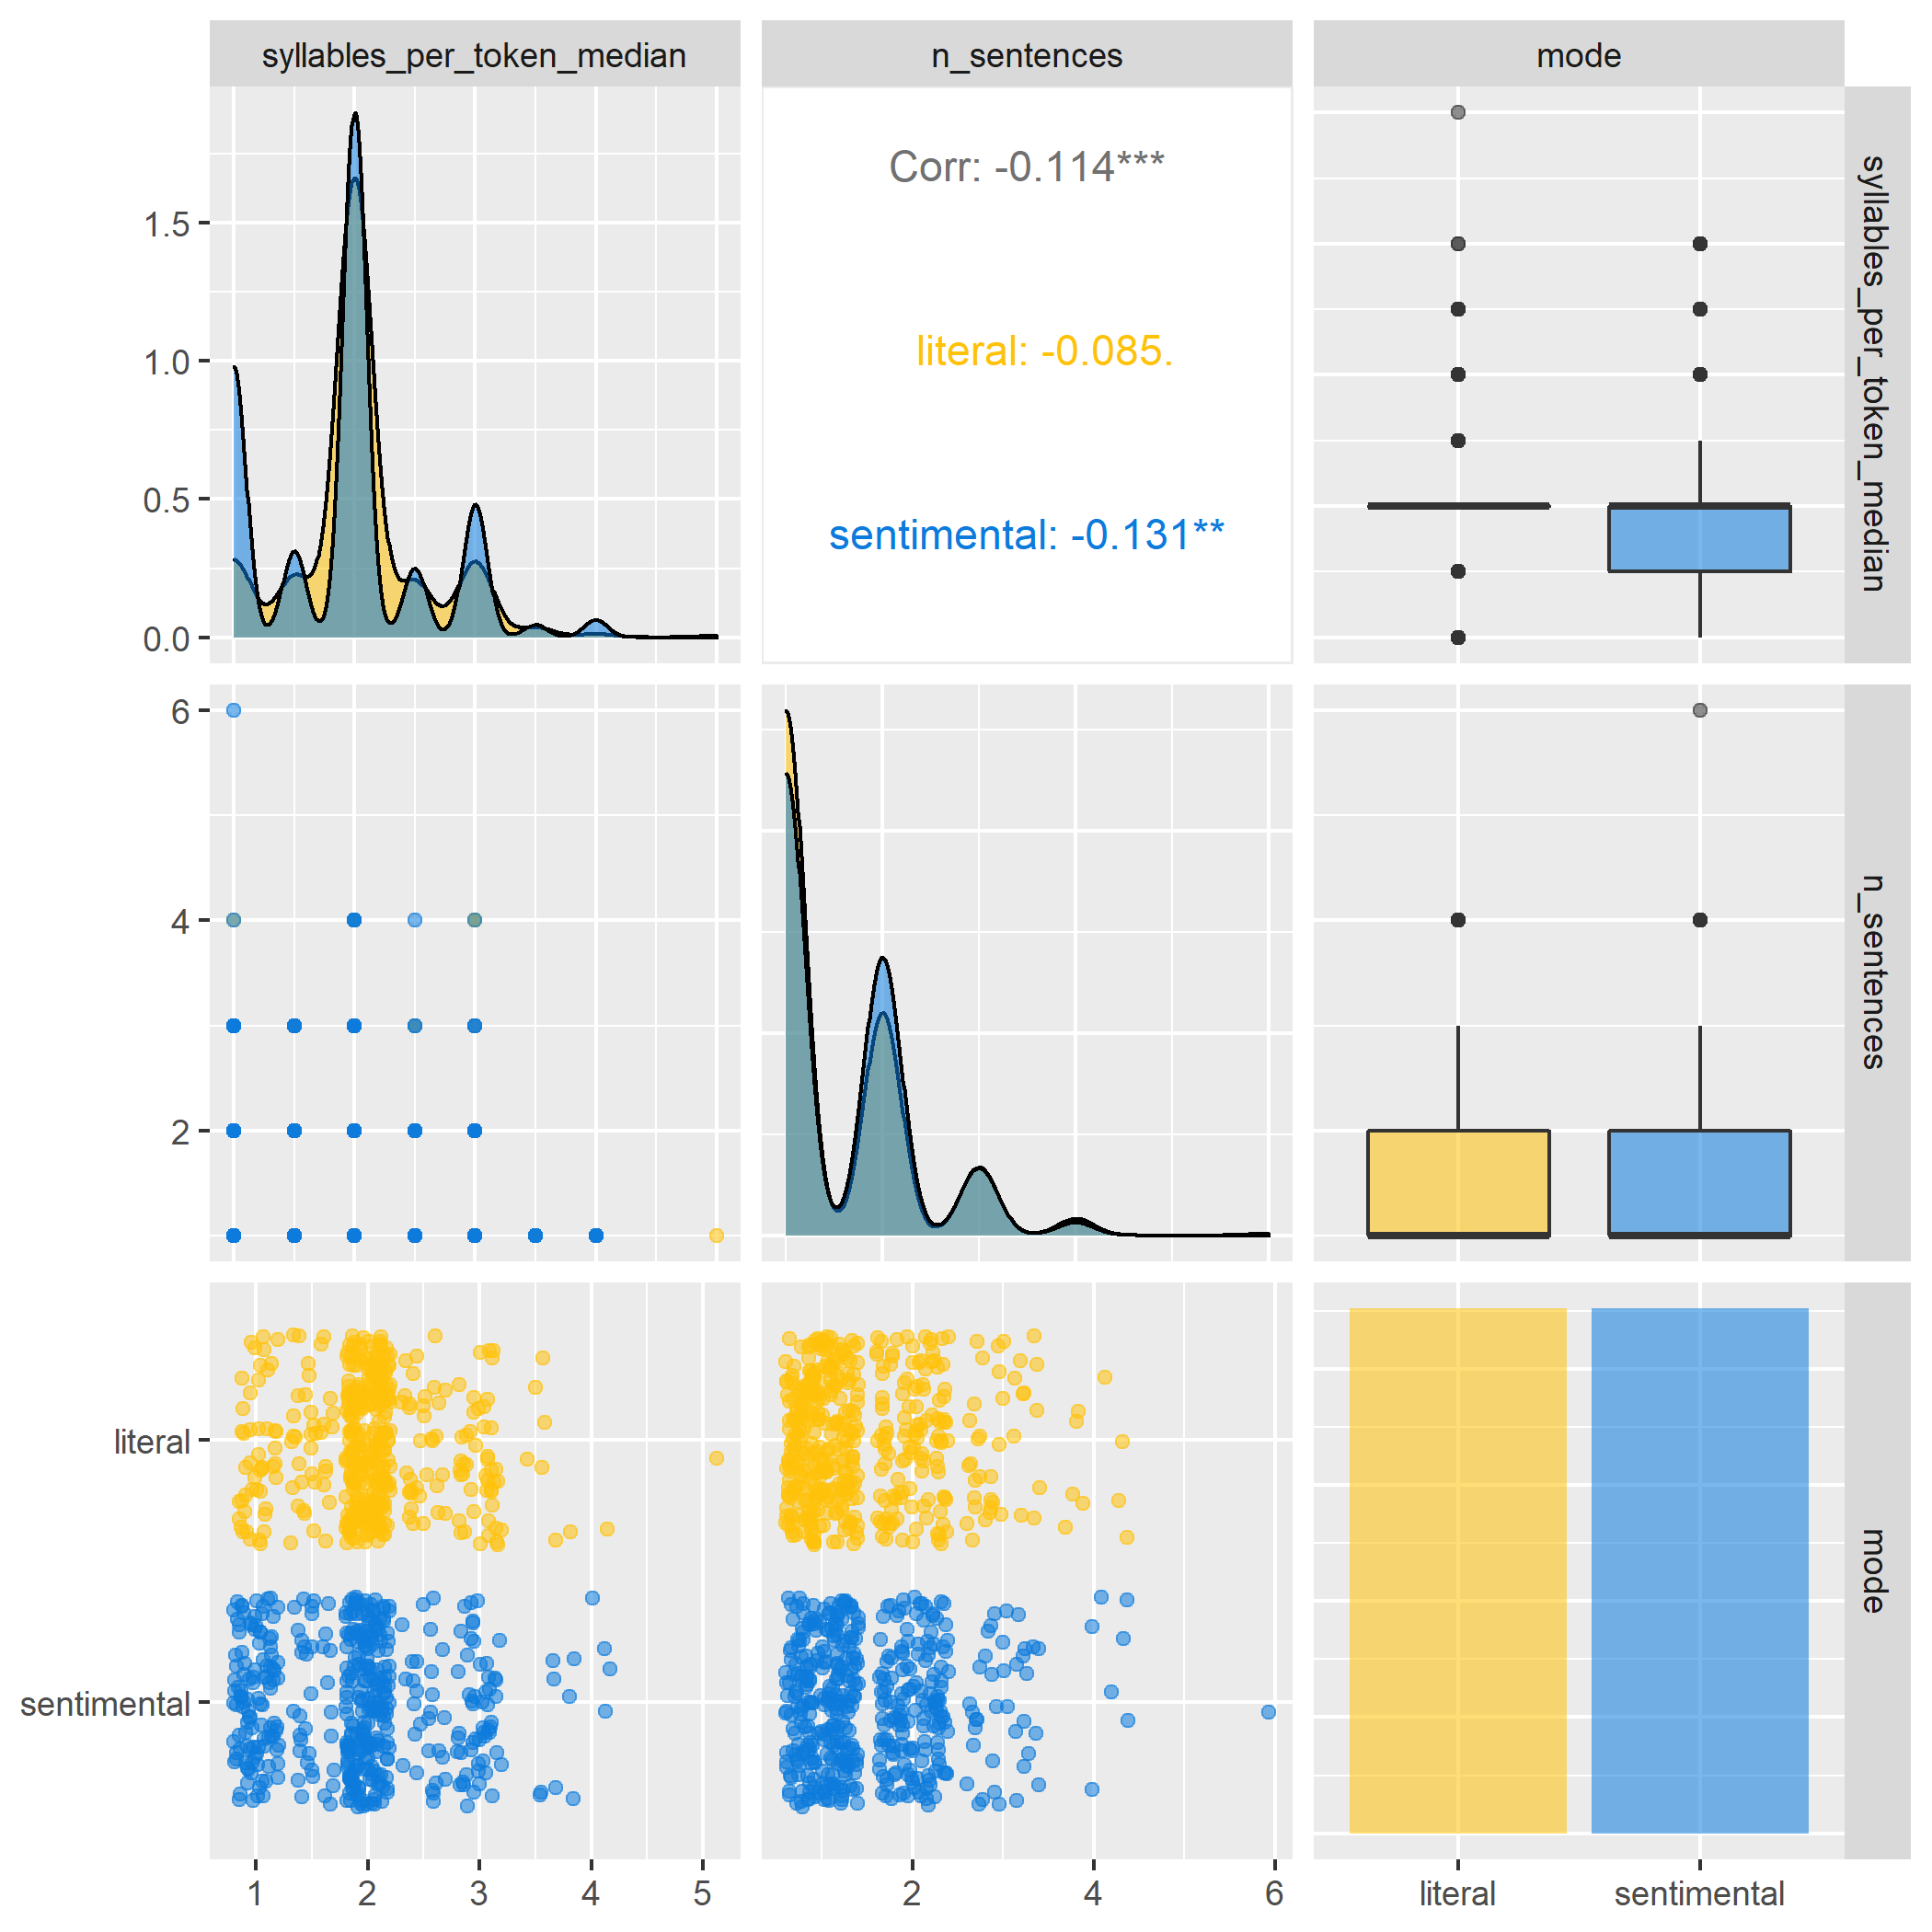 syllables_per_token_median
n_sentences
mode
1.5
1.0
0.5
0.0
Corr: -0.114***
literal: -0.085.
sentimental: -0.131**
syllables_per_token_median
6
4
2
n_sentences
literal
sentimental
mode
1 2 3 4 5
2 4 6
literal sentimental